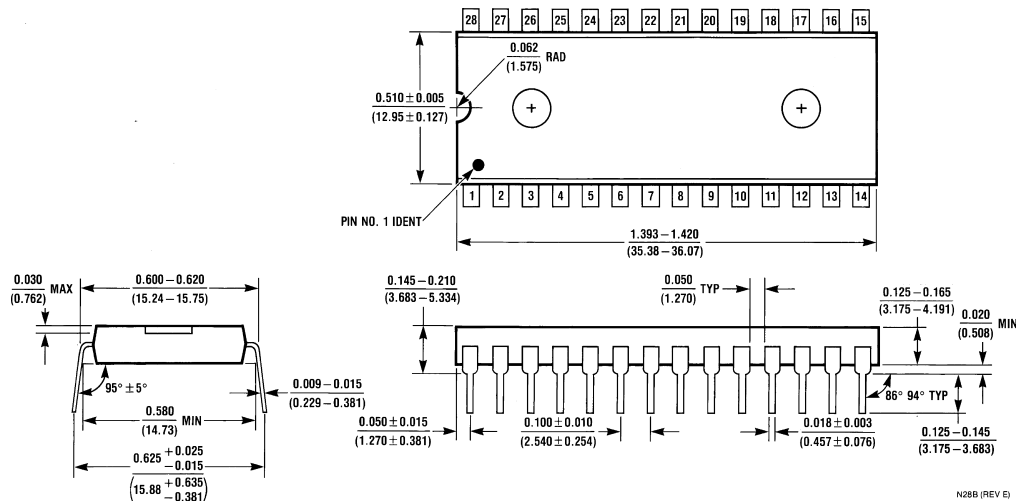 28 27 26 25 24 23 22 21 20 19 18 17 16 15
0.062
(1.575)
RAD
0.510 ± 0.005
(12.95 ± 0.127)
PIN NO. 1 IDENT
1 2 3 4 5 6 7 8 9 10 11 12 13 14
1.393 – 1.420
(35.38 – 36.07)
0.030
(0.762)
MAX
0.600 – 0.620
(15.24 – 15.75)
95° ± 5°
0.580
(14.73)
MIN
0.625 +0.025
-0.015
(15.88 +0.635
-0.381)
0.009 – 0.015
(0.229 – 0.381)
0.145 – 0.210
(3.683 – 5.334)
0.050
(1.270)
TYP
0.125 – 0.165
(3.175 – 4.191)
0.020
(0.508)
MIN
86° 94° TYP
0.050 ± 0.015
(1.270 ± 0.381)
0.100 ± 0.010
(2.540 ± 0.254)
0.018 ± 0.003
(0.457 ± 0.076)
0.125 – 0.145
(3.175 – 3.683)
N28B (REV E)